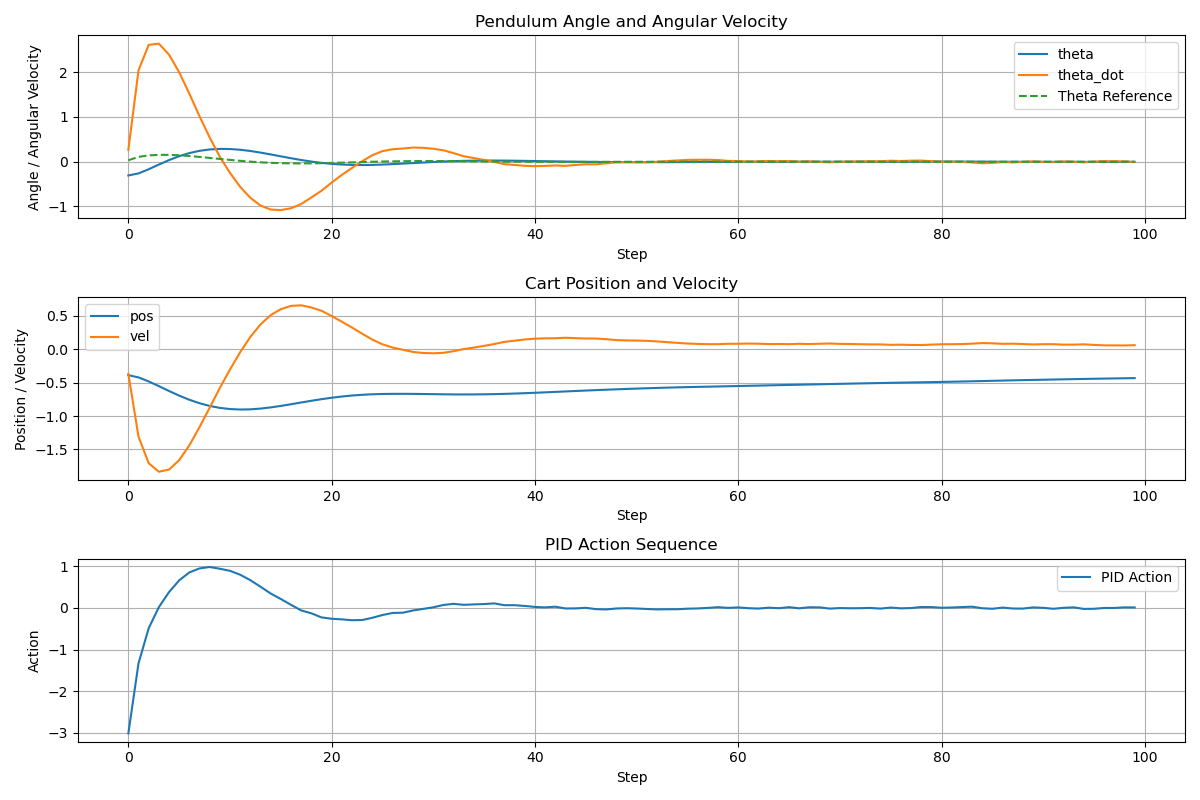 Pendulum Angle and Angular Velocity
Angle / Angular Velocity
2
1
0
−1
theta
theta_dot
Theta Reference
0 20 40 60 80 100
Step
Cart Position and Velocity
Position / Velocity
0.5
0.0
−0.5
−1.0
−1.5
pos
vel
0 20 40 60 80 100
Step
PID Action Sequence
Action
1
0
−1
−2
−3
PID Action
0 20 40 60 80 100
Step